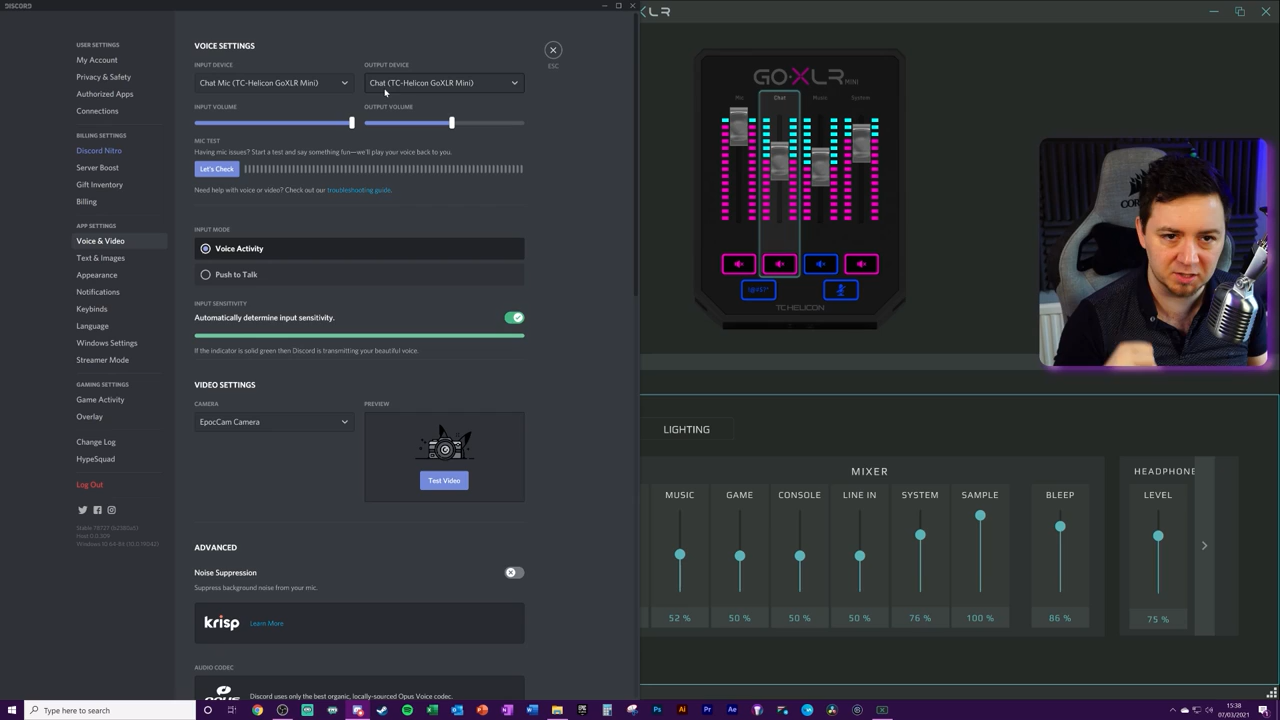 DISCORD
USER SETTINGS
My Account
Privacy & Safety
Authorized Apps
Connections
BILLING SETTINGS
Discord Nitro
Server Boost
Gift Inventory
Billing
APP SETTINGS
Voice & Video
Text & Images
Appearance
Notifications
Keybinds
Language
Windows Settings
Streamer Mode
GAMING SETTINGS
Game Activity
Overlay
Change Log
HypeSquad
Log Out
VOICE SETTINGS
ESC
INPUT DEVICE
OUTPUT DEVICE
Chat Mic (TC-Helicon GoXLR Mini)
Chat (TC-Helicon GoXLR Mini)
INPUT VOLUME
OUTPUT VOLUME
MIC TEST
Having mic issues? Start a test and say something fun—we'll play your voice back to you.
Let's Check
Need help with voice or video? Check out our troubleshooting guide.
INPUT MODE
Voice Activity
Push to Talk
INPUT SENSITIVITY
Automatically determine input sensitivity.
If the indicator is solid green then Discord is transmitting your beautiful voice.
VIDEO SETTINGS
CAMERA
PREVIEW
EpocCam Camera
Test Video
ADVANCED
Noise Suppression
Suppress background noise from your mic.
krisp
Learn More
AUDIO CODEC
Discord uses only the best organic, locally-sourced Opus Voice codec.
XLR
GO XLR MINI
Mic Chat Music System
!@#$?*
TCHELICON
CORSAIR
LIGHTING
MIXER
HEADPHONE
MUSIC GAME CONSOLE LINE IN SYSTEM SAMPLE BLEEP LEVEL
52 % 50 % 50 % 50 % 76 % 100 % 86 % 75 %
Type here to search
15:38
07/03/2021